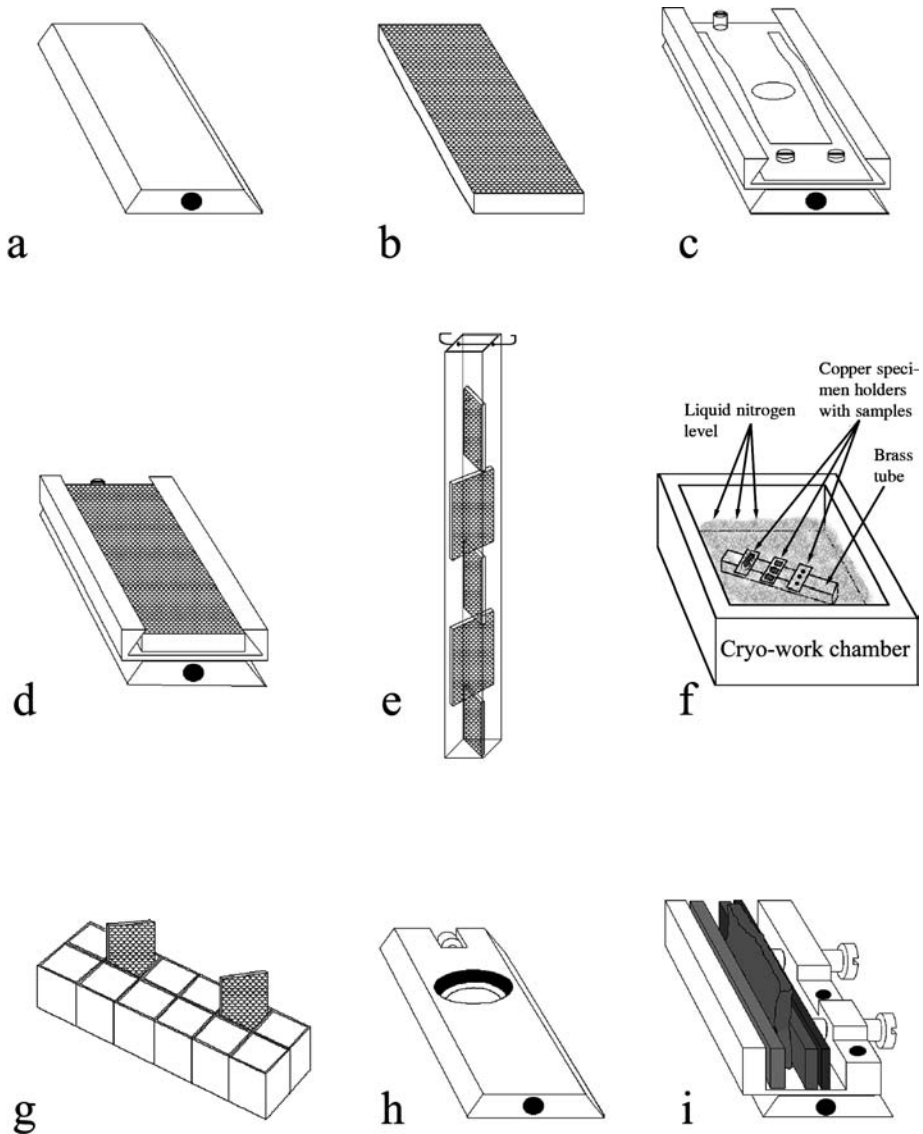 a
b
c
d
e
Liquid nitrogen
level
Copper speci-
men holders
with samples
Brass
tube
Cryo-work chamber
f
g
h
i